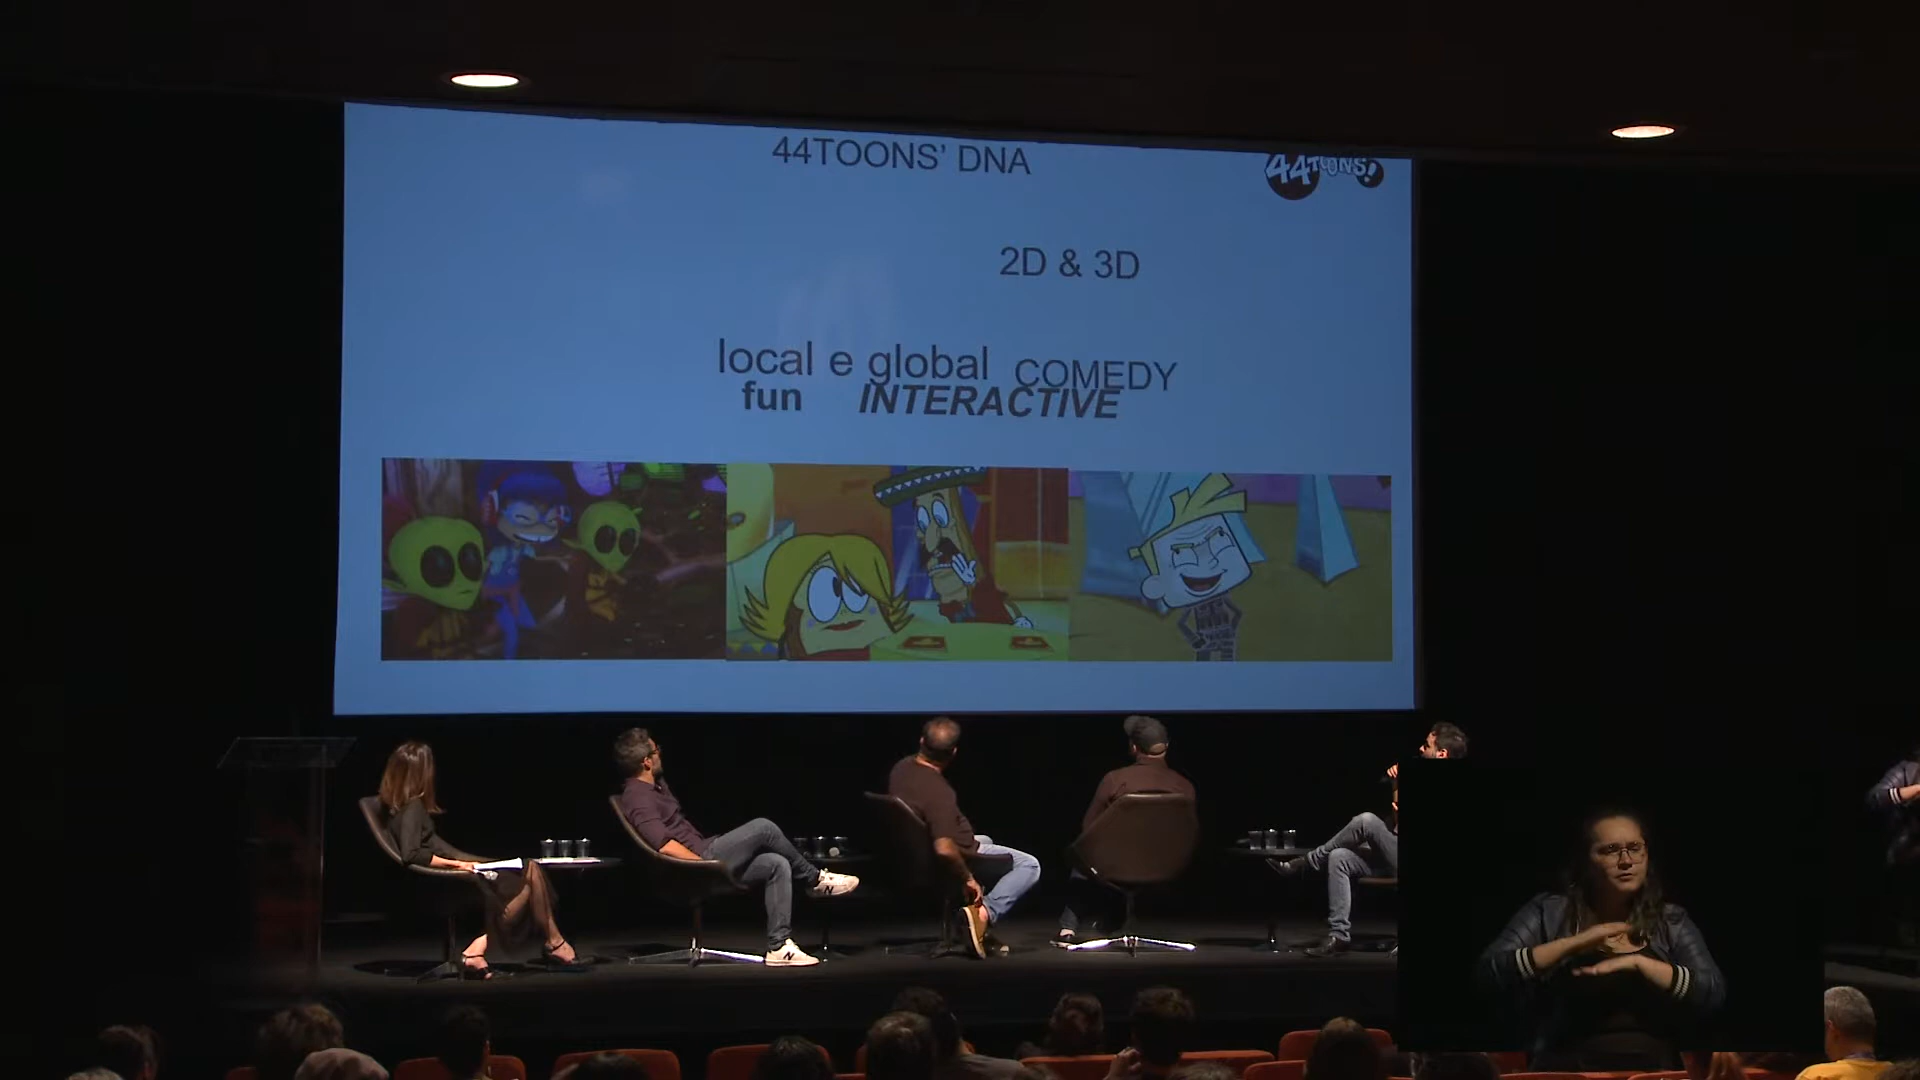 44TOONS' DNA
44TOONS!
2D & 3D
local e global COMEDY
fun INTERACTIVE
N
N